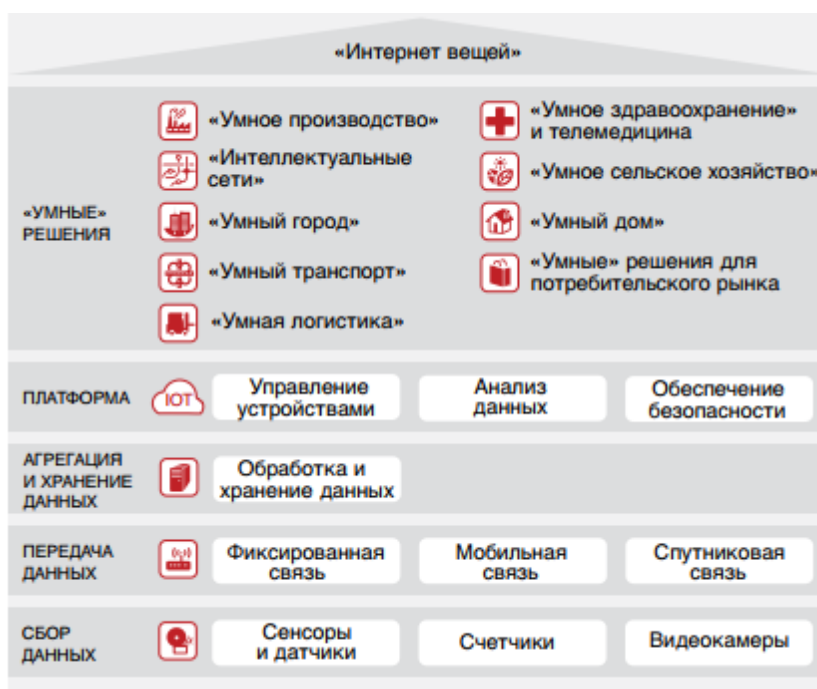 «Интернет вещей»
«УМНЫЕ»
РЕШЕНИЯ
«Умное производство»
«Интеллектуальные
сети»
«Умный город»
«Умный транспорт»
«Умная логистика»
«Умное здравоохранение»
и телемедицина
«Умное сельское хозяйство»
«Умный дом»
«Умные» решения для
потребительского рынка
ПЛАТФОРМА
IOT
Управление
устройствами
Анализ
данных
Обеспечение
безопасности
АГРЕГАЦИЯ
И ХРАНЕНИЕ
ДАННЫХ
Обработка и
хранение данных
ПЕРЕДАЧА
ДАННЫХ
Фиксированная
связь
Мобильная
связь
Спутниковая
связь
СБОР
ДАННЫХ
Сенсоры
и датчики
Счетчики
Видеокамеры